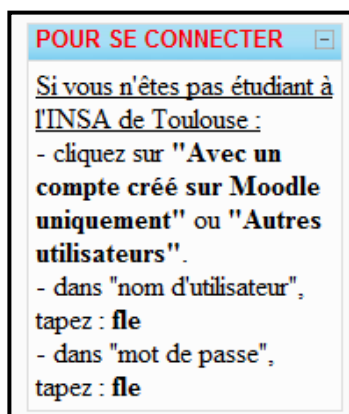 POUR SE CONNECTER
Si vous n'êtes pas étudiant à
l'INSA de Toulouse :
- cliquez sur "Avec un
compte créé sur Moodle
uniquement" ou "Autres
utilisateurs".
- dans "nom d'utilisateur",
tapez : fle
- dans "mot de passe",
tapez : fle